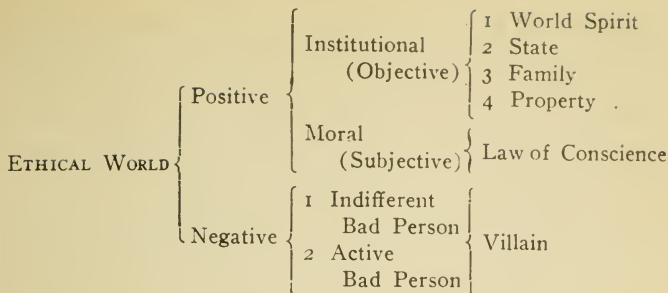 ETHICAL WORLD
Positive
Institutional
(Objective)
1 World Spirit
2 State
3 Family
4 Property .
Moral
(Subjective)
Law of Conscience
Negative
1 Indifferent
Bad Person
2 Active
Bad Person
Villain